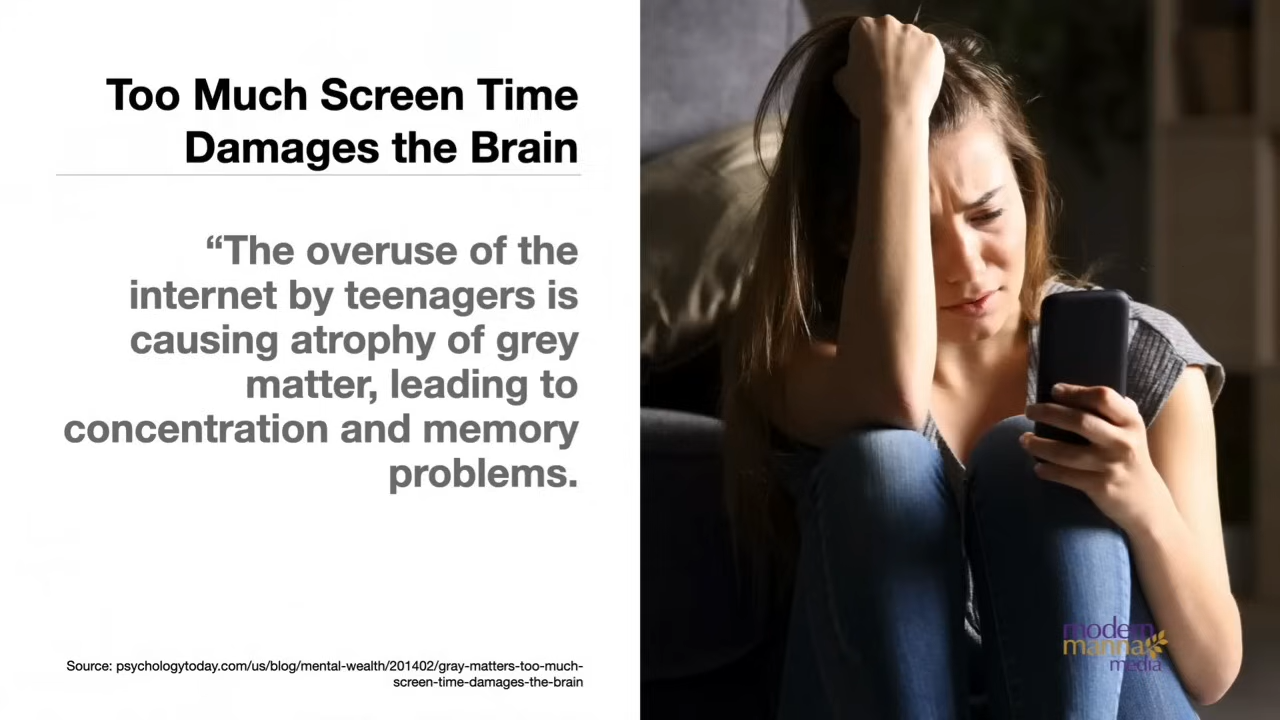 Too Much Screen Time
Damages the Brain
“The overuse of the
internet by teenagers is
causing atrophy of grey
matter, leading to
concentration and memory
problems.
Source: psychologytoday.com/us/blog/mental-wealth/201402/gray-matters-too-much-
screen-time-damages-the-brain
modern
manna
media